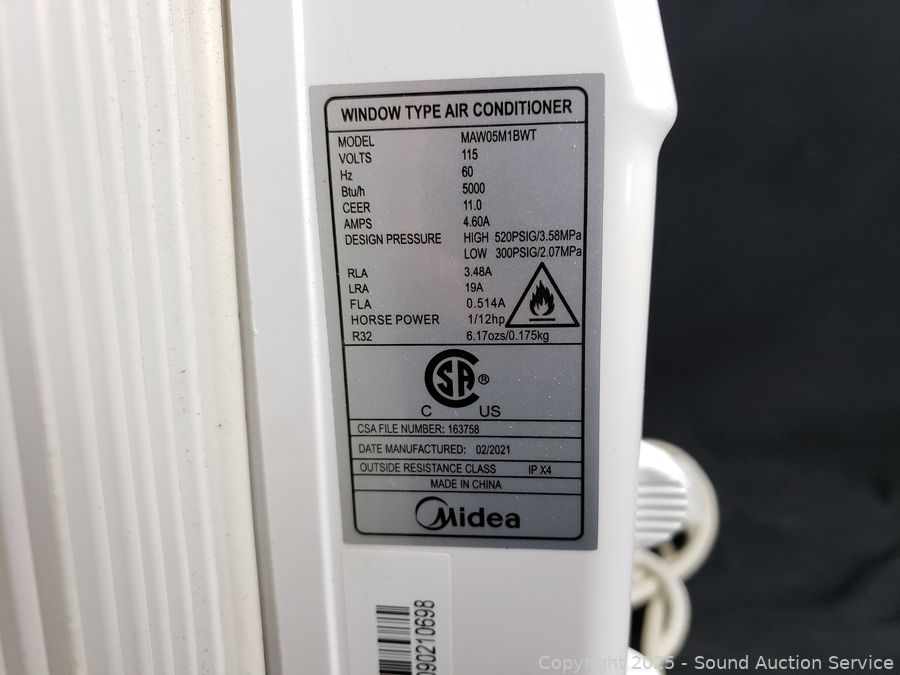 WINDOW TYPE AIR CONDITIONER
MODEL MAW05M1BWT
VOLTS 115
Hz 60
Btu/h 5000
CEER 11.0
AMPS 4.60A
DESIGN PRESSURE HIGH 520PSIG/3.58MPa
LOW 300PSIG/2.07MPa
RLA 3.48A
LRA 19A
FLA 0.514A
HORSE POWER 1/12hp
R32 6.17ozs/0.175kg
CSA®
C US
CSA FILE NUMBER: 163758
DATE MANUFACTURED: 02/2021
OUTSIDE RESISTANCE CLASS IP X4
MADE IN CHINA
Midea
090210698
Copyright 2025 - Sound Auction Service